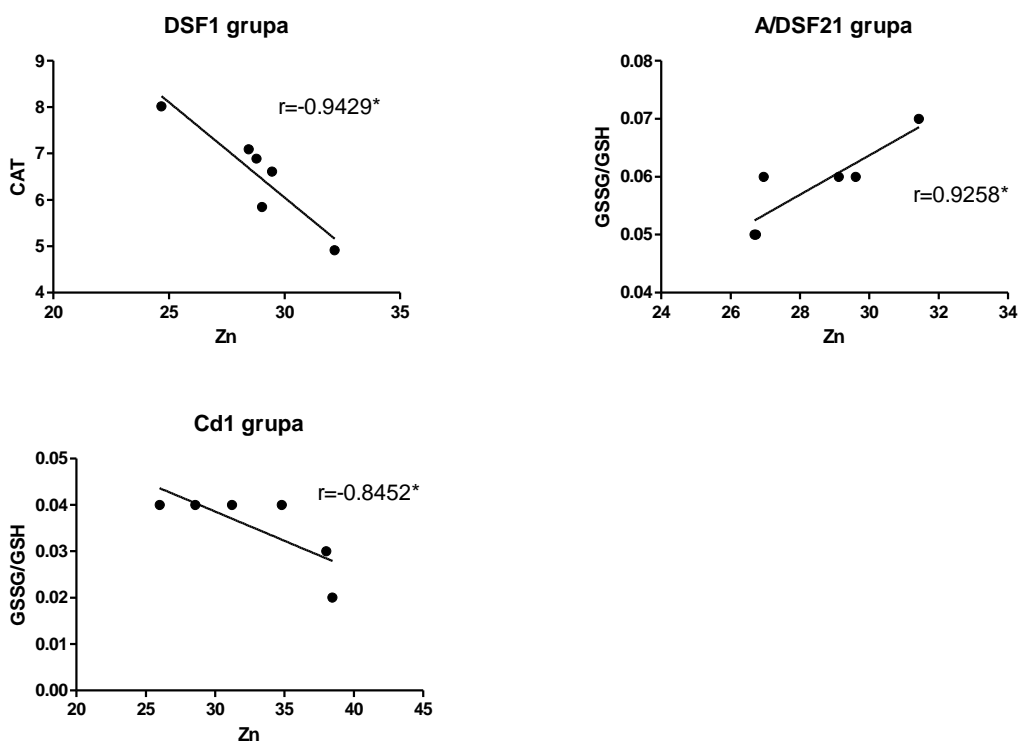 DSF1 grupa
9
8
7
6
5
4
CAT
r=-0.9429*
20 25 30 35
Zn
A/DSF21 grupa
0.08
0.07
0.06
0.05
0.04
GSSG/GSH
r=0.9258*
24 26 28 30 32 34
Zn
Cd1 grupa
0.05
0.04
0.03
0.02
0.01
0.00
GSSG/GSH
r=-0.8452*
20 25 30 35 40 45
Zn